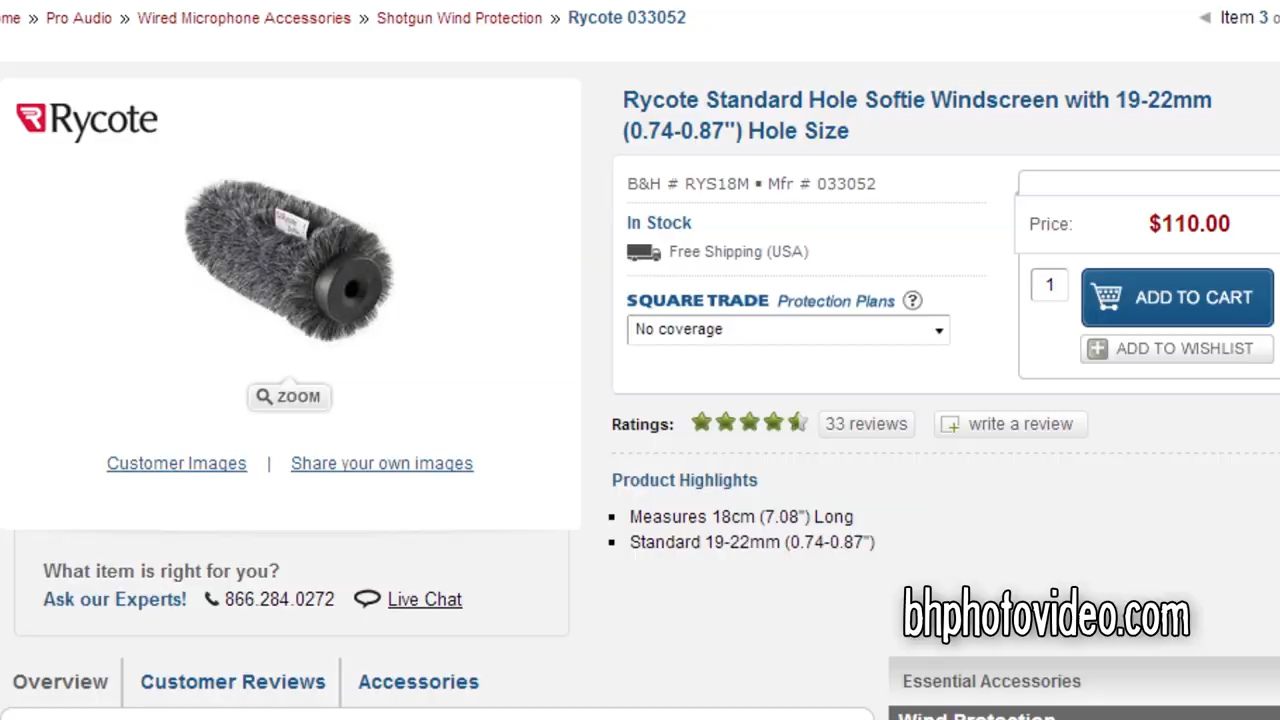 ome » Pro Audio » Wired Microphone Accessories » Shotgun Wind Protection » Rycote 033052
Item 3 o
Rycote
Rycote Standard Hole Softie Windscreen with 19-22mm
(0.74-0.87") Hole Size
B&H # RYS18M ▪ Mfr # 033052
In Stock
Free Shipping (USA)
Price: $110.00
1
ADD TO CART
SQUARE TRADE Protection Plans ?
No coverage
ADD TO WISHLIST
ZOOM
Ratings: 33 reviews write a review
Customer Images | Share your own images
Product Highlights
▪ Measures 18cm (7.08") Long
▪ Standard 19-22mm (0.74-0.87")
What item is right for you?
Ask our Experts! 866.284.0272 Live Chat
bhphotovideo.com
Overview Customer Reviews Accessories
Essential Accessories
Wind Protection